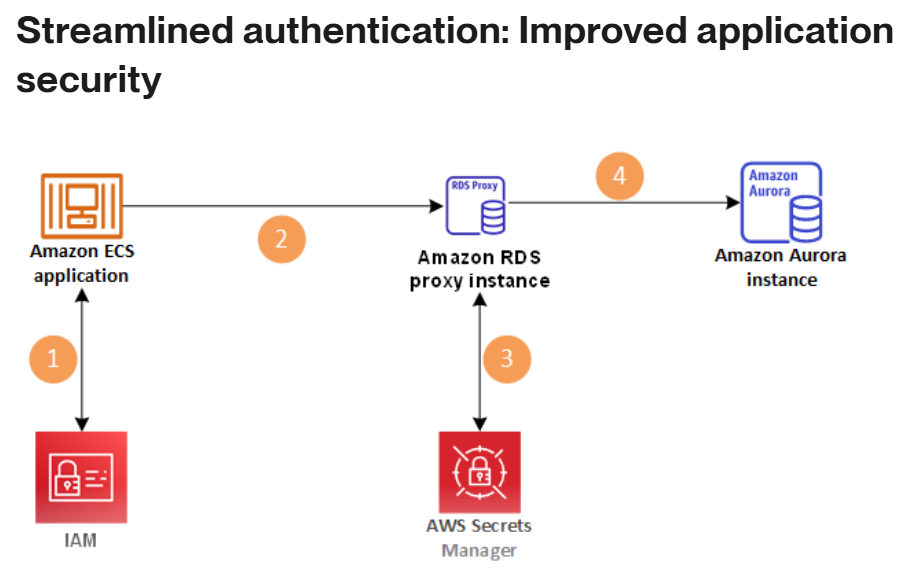 Streamlined authentication: Improved application
security
4
RDS Proxy
Amazon
Aurora
2
Amazon ECS
application
Amazon RDS
proxy instance
Amazon Aurora
instance
1
3
IAM
AWS Secrets
Manager